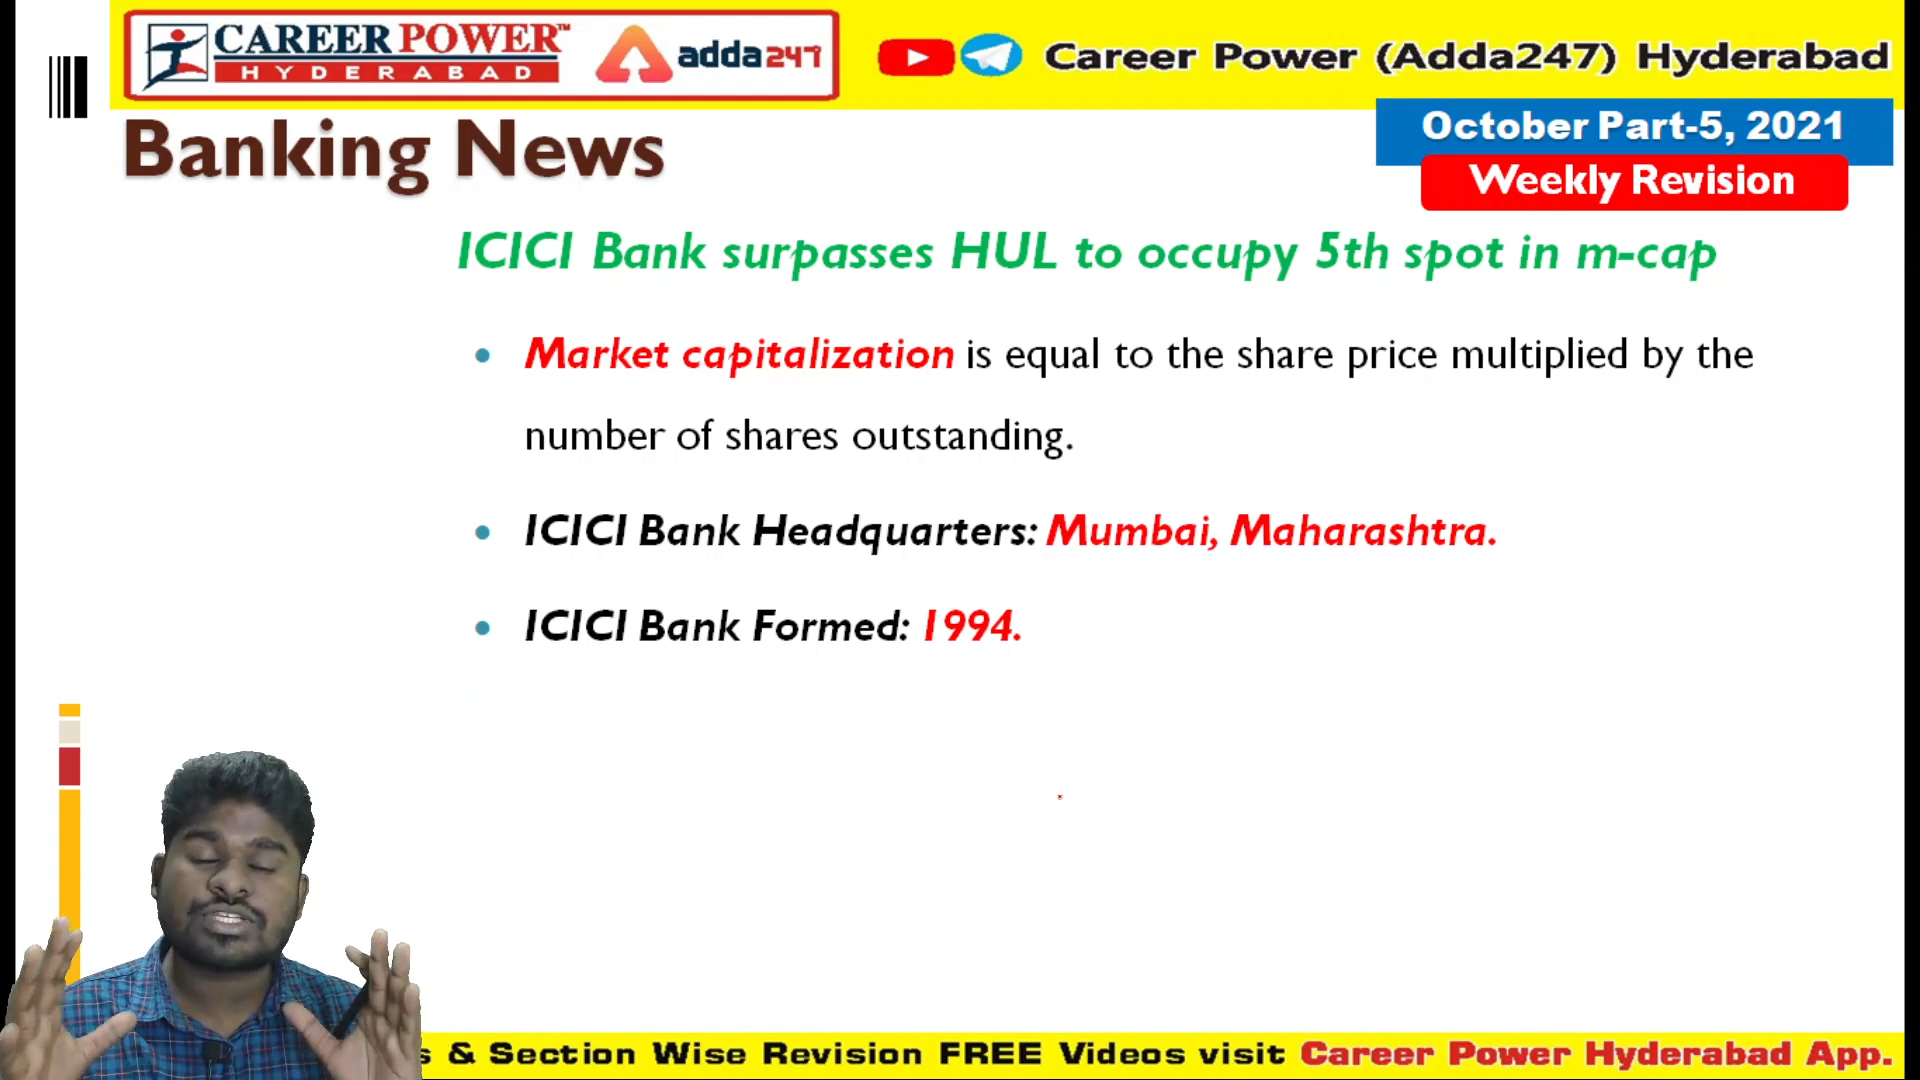 CAREER POWER™
HYDERABAD
adda247
Career Power (Adda247) Hyderabad
October Part-5, 2021
Weekly Revision
Banking News
ICICI Bank surpasses HUL to occupy 5th spot in m-cap
• Market capitalization is equal to the share price multiplied by the
number of shares outstanding.
• ICICI Bank Headquarters: Mumbai, Maharashtra.
• ICICI Bank Formed: 1994.
& Section Wise Revision FREE Videos visit Career Power Hyderabad App.